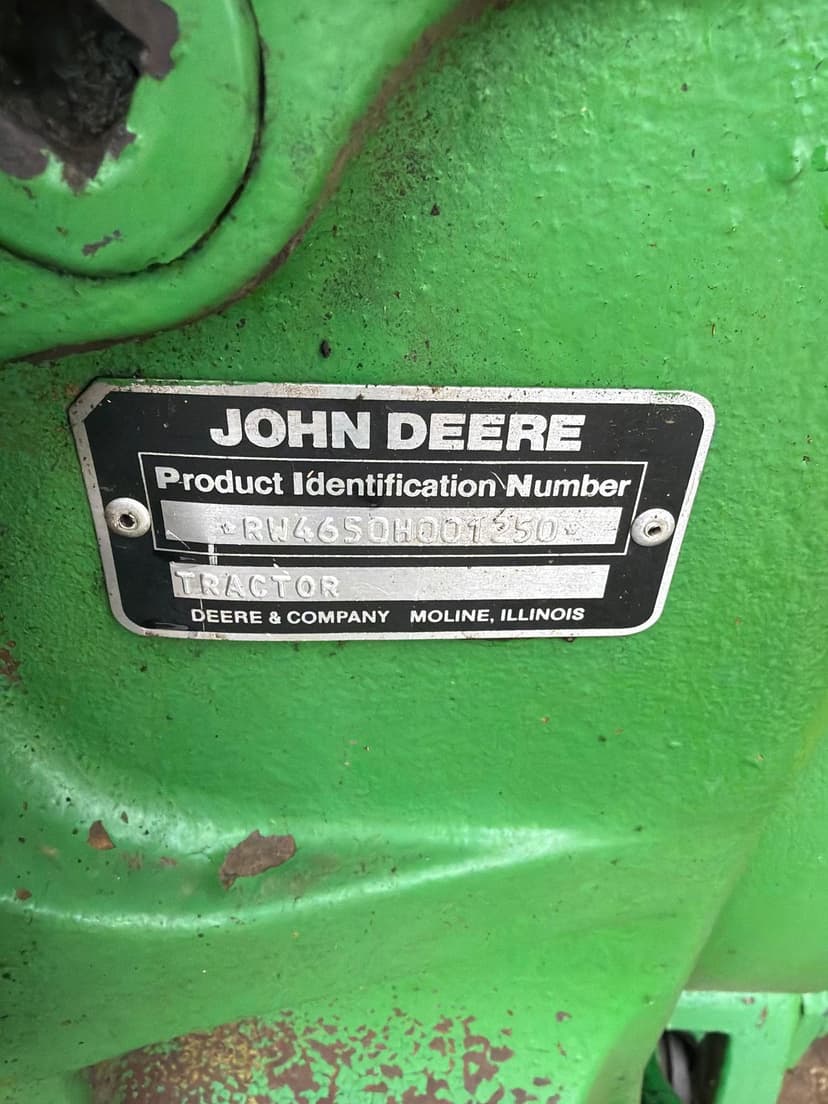 JOHN DEERE
Product Identification Number
*RW4650H001250*
TRACTOR
DEERE & COMPANY MOLINE, ILLINOIS